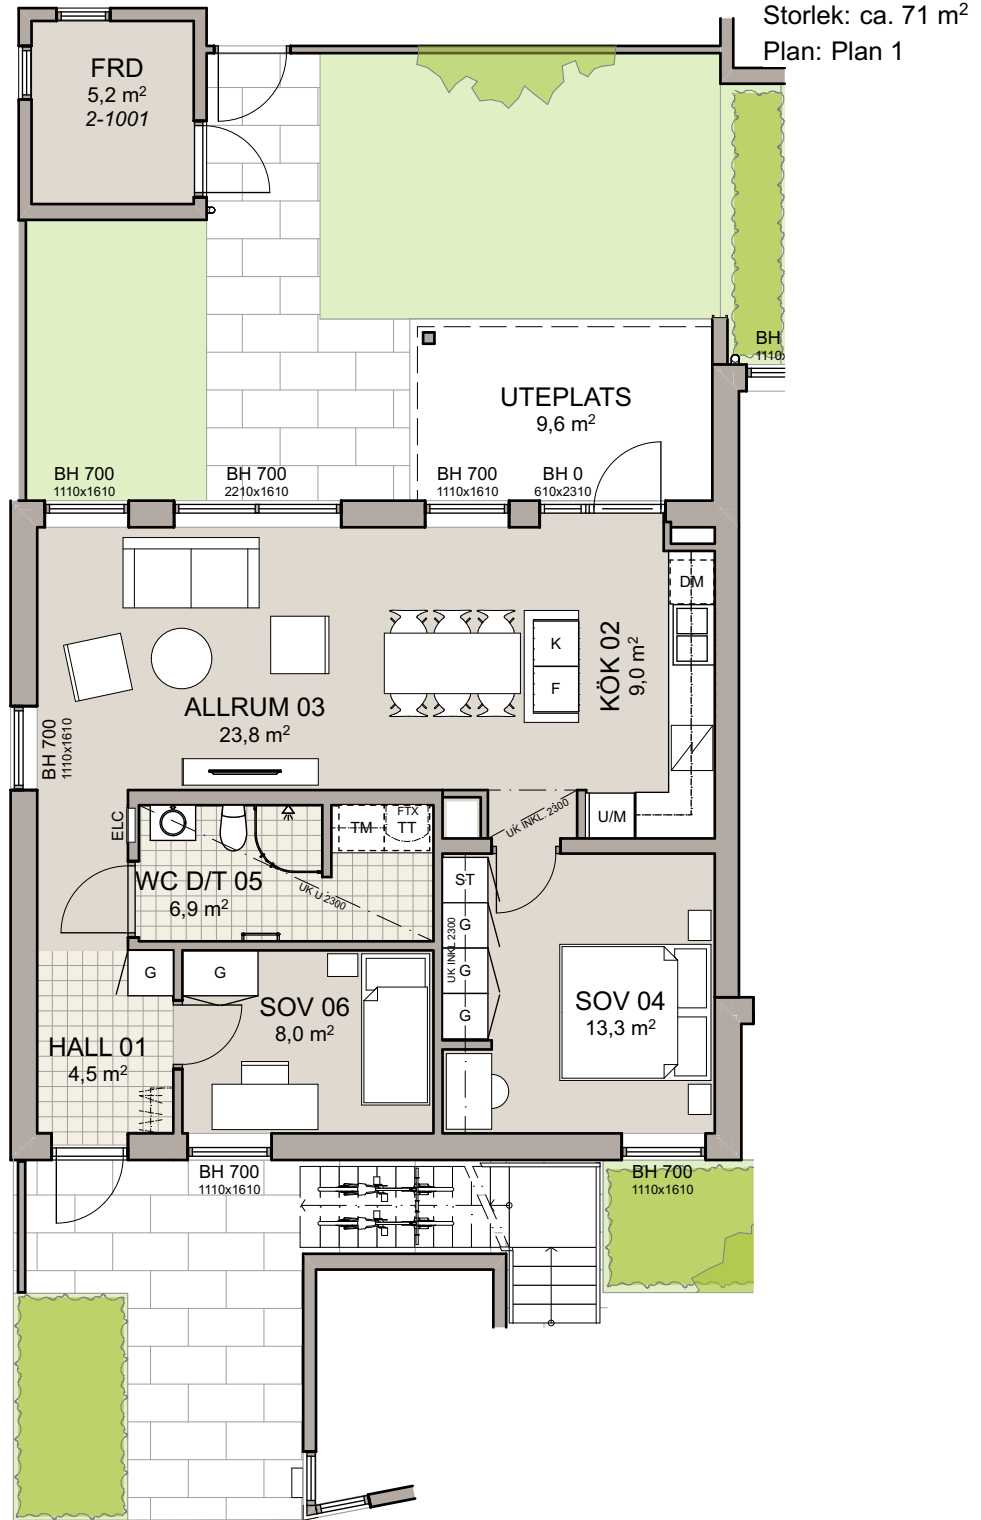 Storlek: ca. 71 m²
Plan: Plan 1
FRD
5,2 m²
2-1001
BH
1110x
UTEPLATS
9,6 m²
BH 700
1110x1610
BH 700
2210x1610
BH 700
1110x1610
BH 0
610x2310
DM
K
F
KÖK 02
9,0 m²
ALLRUM 03
23,8 m²
BH 700
1110x1610
UK INKL. 2300
U/M
ELC
TM
FTX
TT
WC D/T 05
6,9 m²
UK U 2300
ST
G
G
G
UK INKL 2300
G
G
SOV 06
8,0 m²
SOV 04
13,3 m²
HALL 01
4,5 m²
BH 700
1110x1610
BH 700
1110x1610